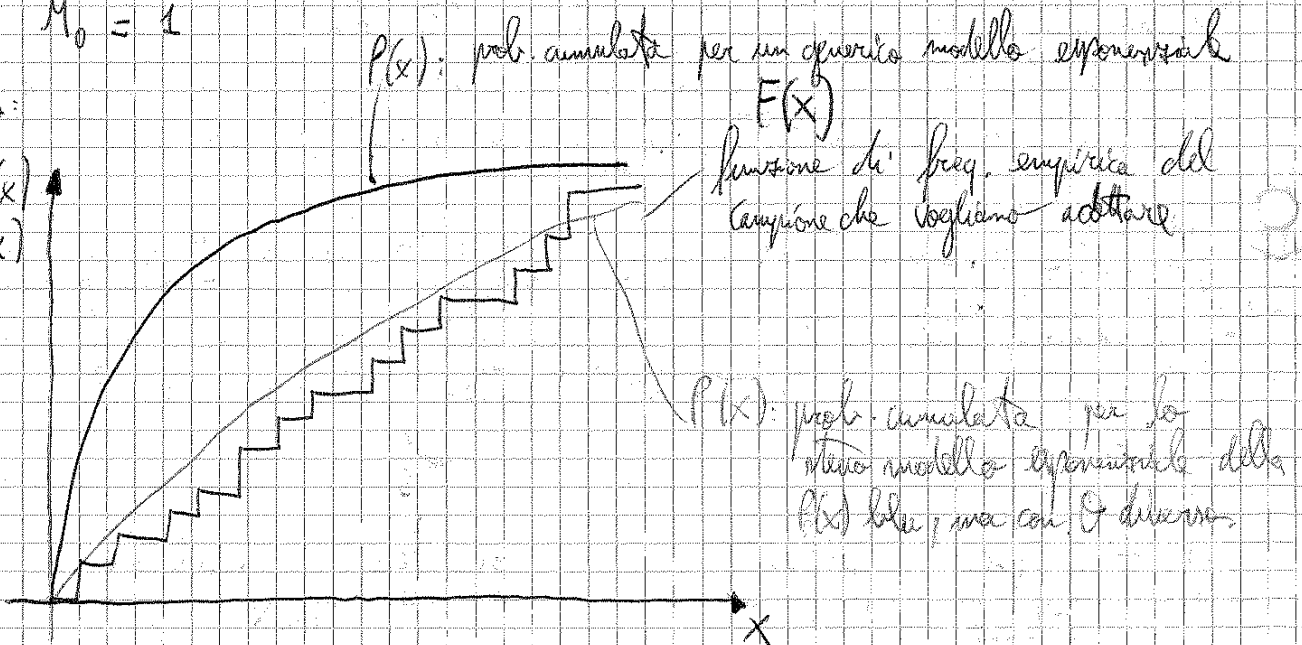 M₀ = 1
P(x): prob. cumulata per un generico modello esponenziale
F(x)
funzione di freq. empirica del
campione che vogliamo adottare
x)
x)
P(x): prob. cumulata per lo
stesso modello esponenziale della
P(x) blu, ma con θ diverso.
x